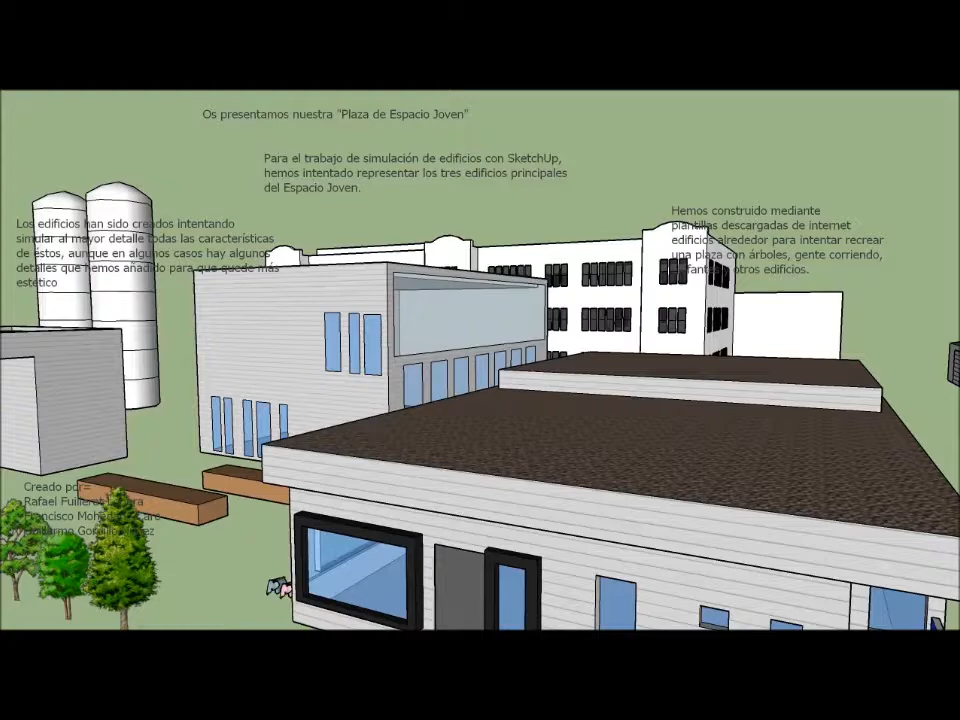 Os presentamos nuestra "Plaza de Espacio Joven"
Para el trabajo de simulación de edificios con SketchUp,
hemos intentado representar los tres edificios principales
del Espacio Joven.
Los edificios han sido creados intentando
simular al mayor detalle todas las características
de éstos, aunque en algunos casos hay algunos
detalles que hemos añadido para que quede más
estético
Hemos construido mediante
plantillas descargadas de internet
edificios alrededor para intentar recrear
una plaza con árboles, gente corriendo,
otros edificios.
Creado por=
Rafael
Francisco
Guillermo